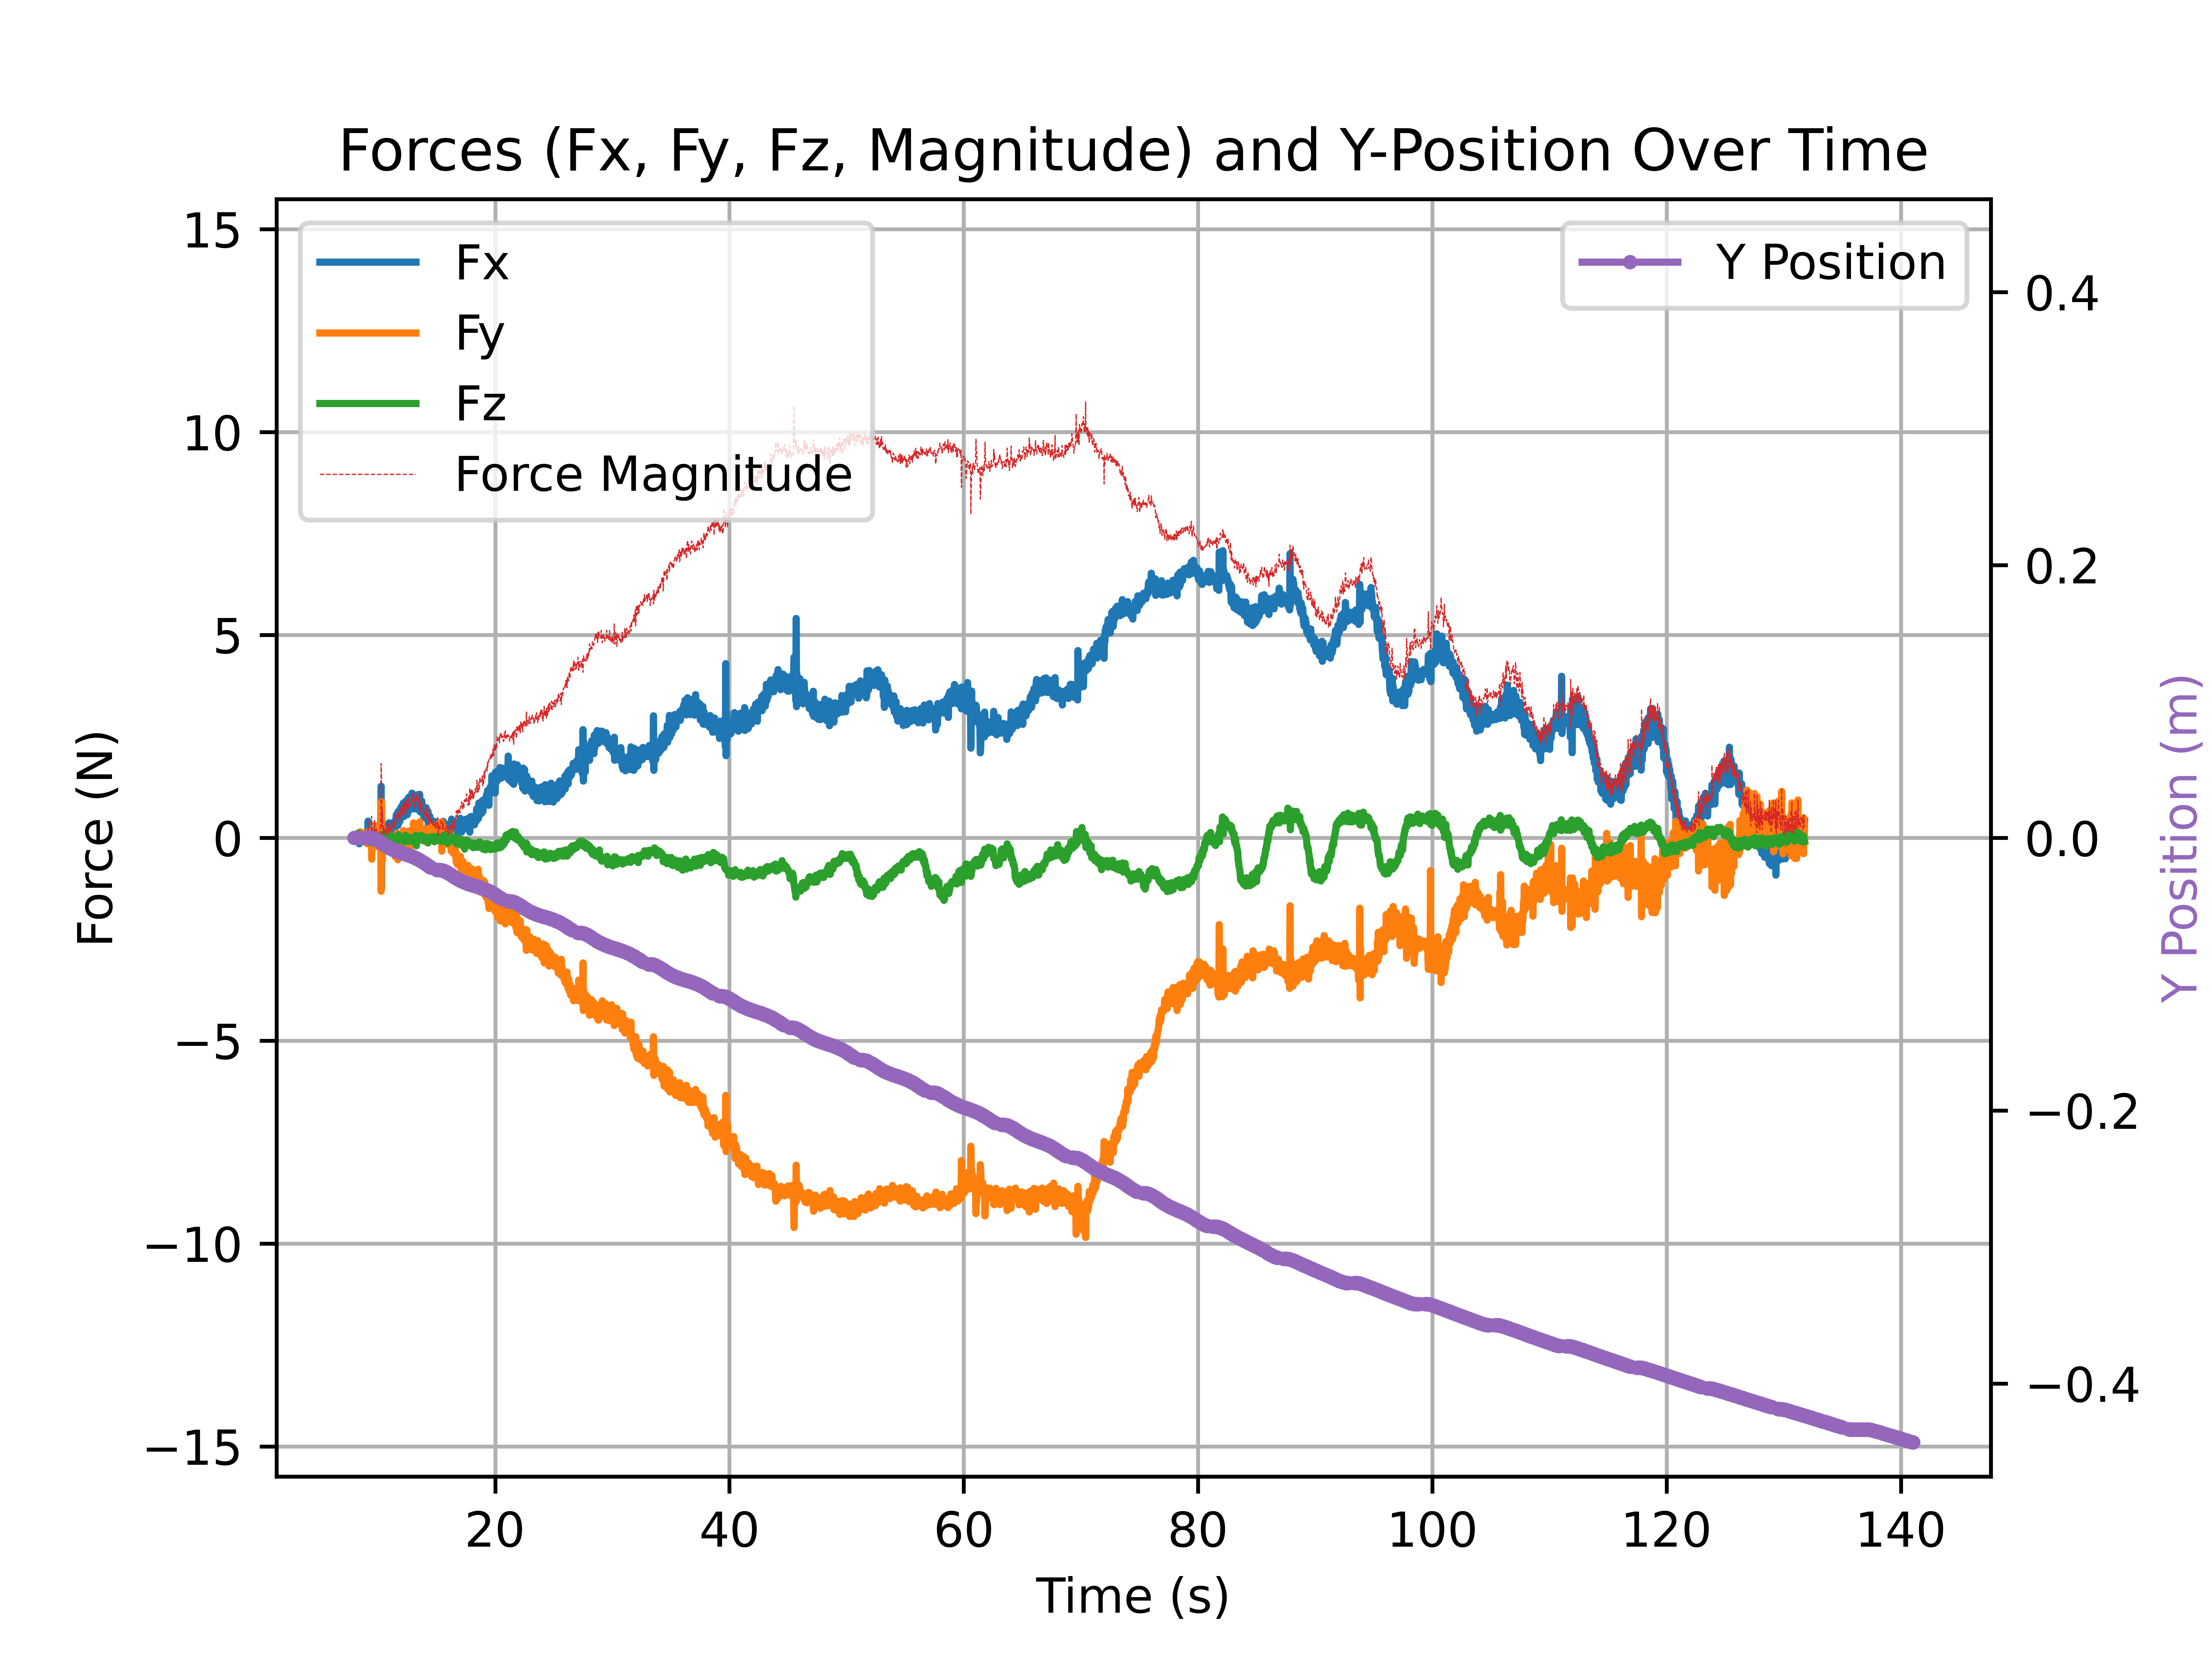 Forces (Fx, Fy, Fz, Magnitude) and Y-Position Over Time
Fx
Fy
Fz
Force Magnitude
Y Position
15
10
5
0
−5
−10
−15
Force (N)
0.4
0.2
0.0
−0.2
−0.4
Y Position (m)
20 40 60 80 100 120 140
Time (s)